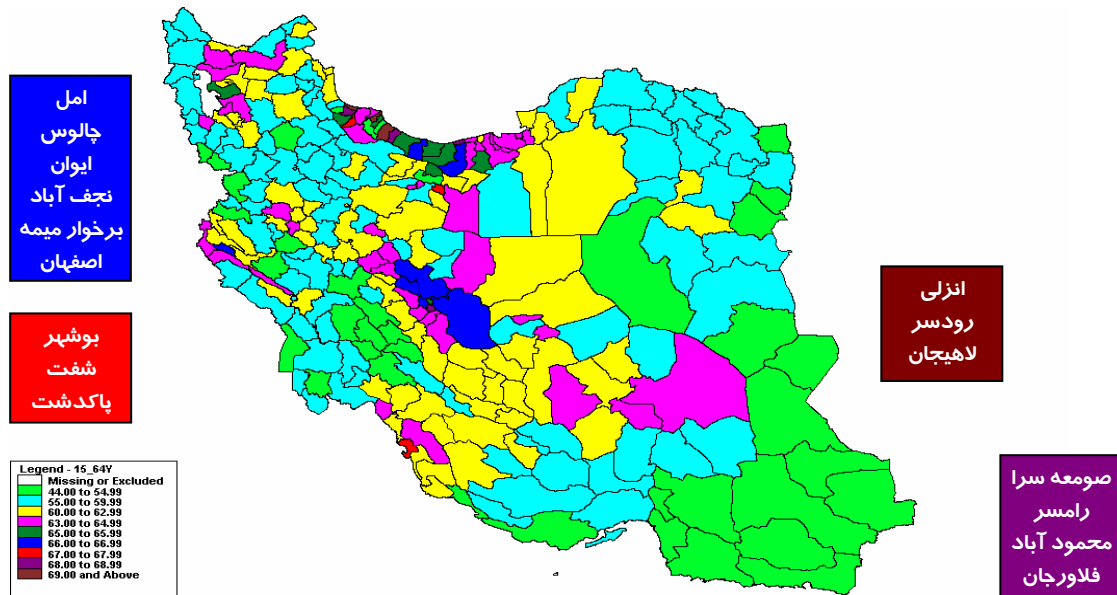 امل
چالوس
ایوان
نجف آباد
برخوار میمه
اصفهان
بوشهر
شفت
پاکدشت
انزلی
رودسر
لاهیجان
صومعه سرا
رامسر
محمود آباد
فلاورجان
Legend - 15_64Y
Missing or Excluded
44.00 to 54.99
55.00 to 59.99
60.00 to 62.99
63.00 to 64.99
65.00 to 65.99
66.00 to 66.99
67.00 to 67.99
68.00 to 68.99
69.00 and Above